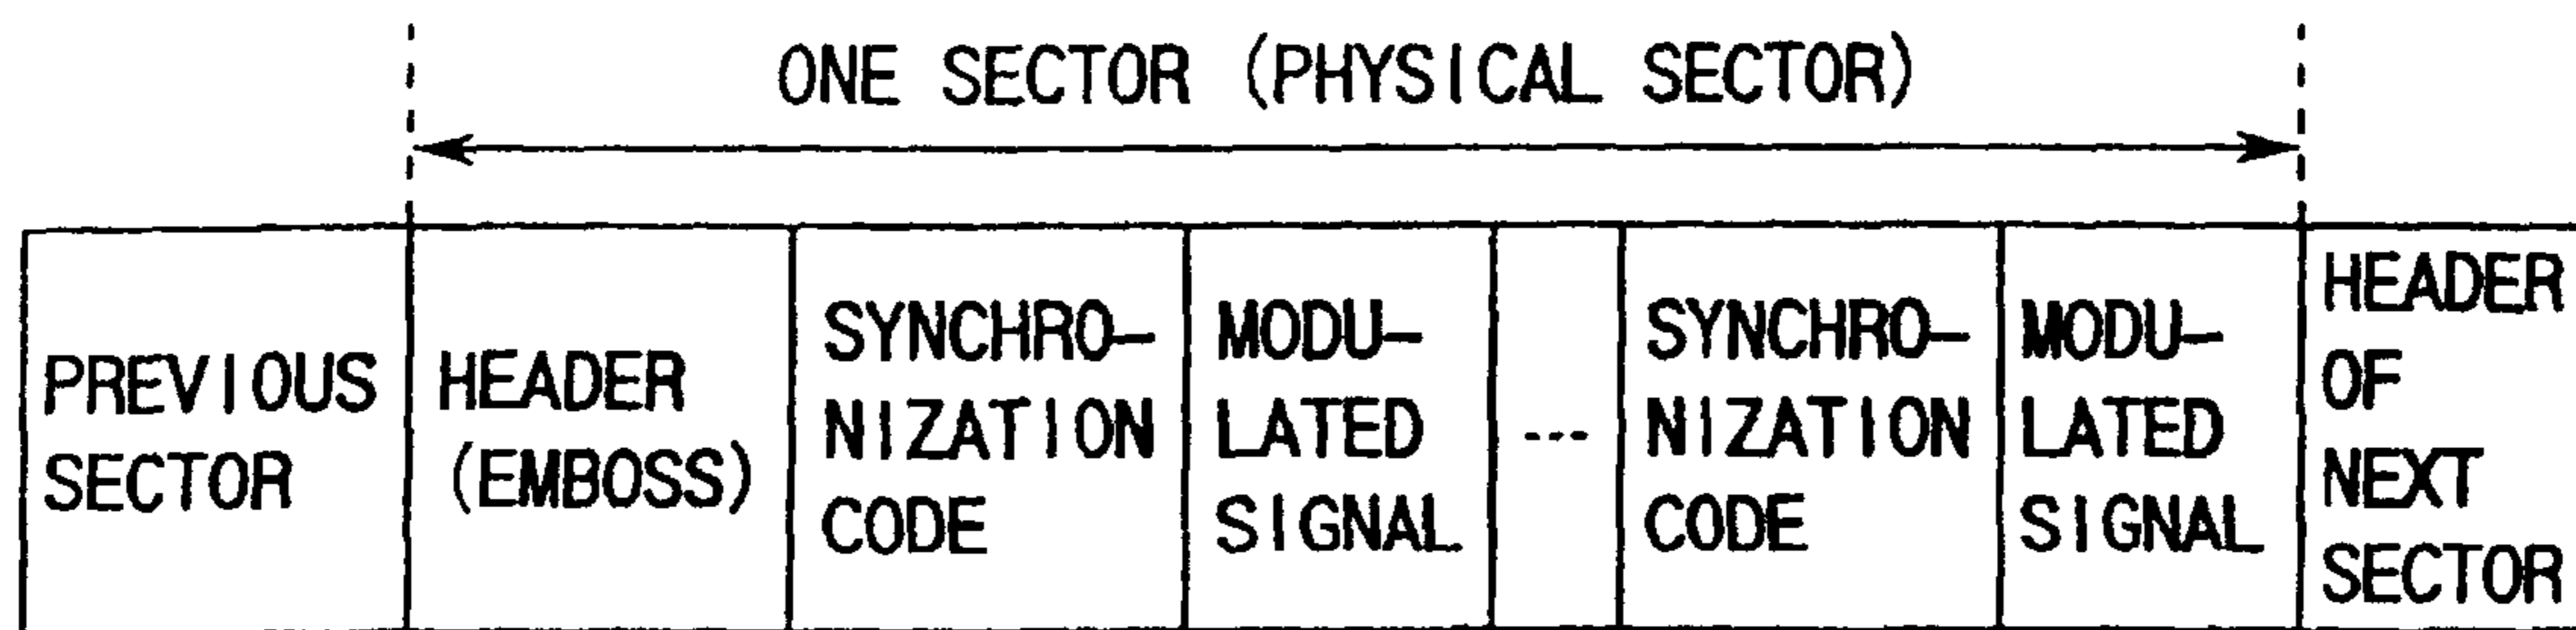 ONE SECTOR (PHYSICAL SECTOR)
PREVIOUS
SECTOR
HEADER
(EMBOSS)
SYNCHRO-
NIZATION
CODE
MODU-
LATED
SIGNAL
---
SYNCHRO-
NIZATION
CODE
MODU-
LATED
SIGNAL
HEADER
OF
NEXT
SECTOR